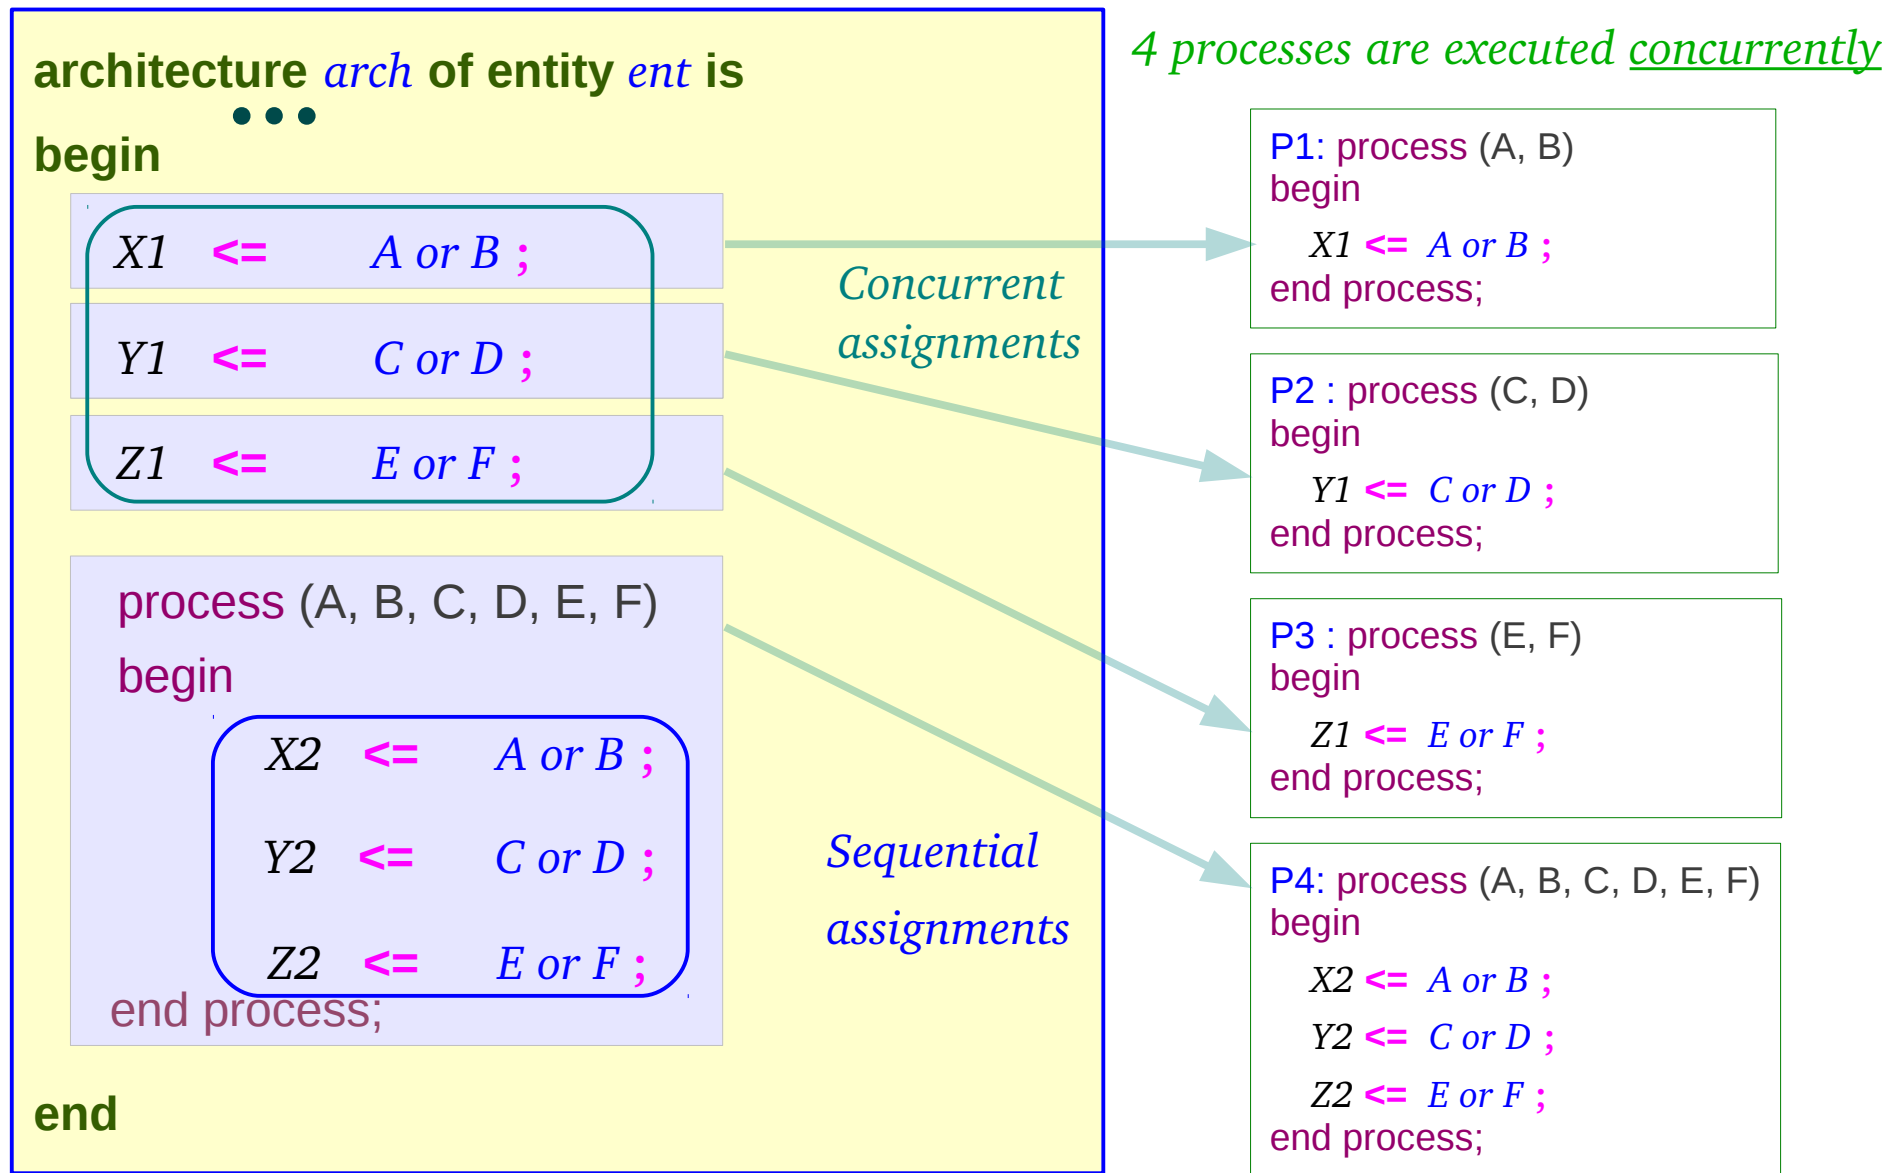 architecture arch of entity ent is
begin
X1 <= A or B ;
Y1 <= C or D ;
Z1 <= E or F ;
Concurrent
assignments
process (A, B, C, D, E, F)
begin
X2 <= A or B ;
Y2 <= C or D ;
Z2 <= E or F ;
end process;
Sequential
assignments
end
4 processes are executed concurrently
P1: process (A, B)
begin
X1 <= A or B ;
end process;
P2 : process (C, D)
begin
Y1 <= C or D ;
end process;
P3 : process (E, F)
begin
Z1 <= E or F ;
end process;
P4: process (A, B, C, D, E, F)
begin
X2 <= A or B ;
Y2 <= C or D ;
Z2 <= E or F ;
end process;